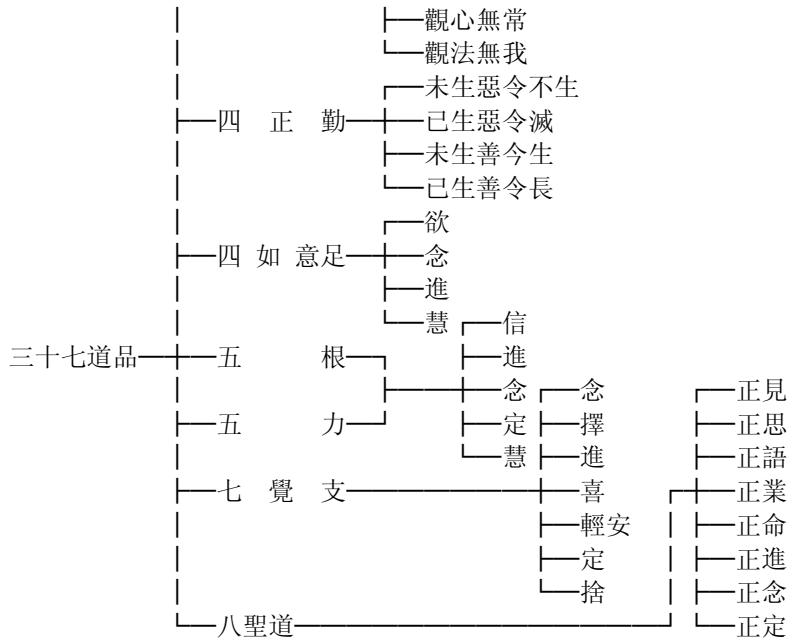 觀心無常
觀法無我
未生惡令不生
四 正 勤 已生惡令滅
未生善今生
已生善令長
欲
四 如 意足 念
進
慧 信
三十七道品 五 根 進
念 念 正見
五 力 定 擇 正思
慧 進 正語
七 覺 支 喜 正業
輕安 正命
定 正進
捨 正念
八聖道 正定